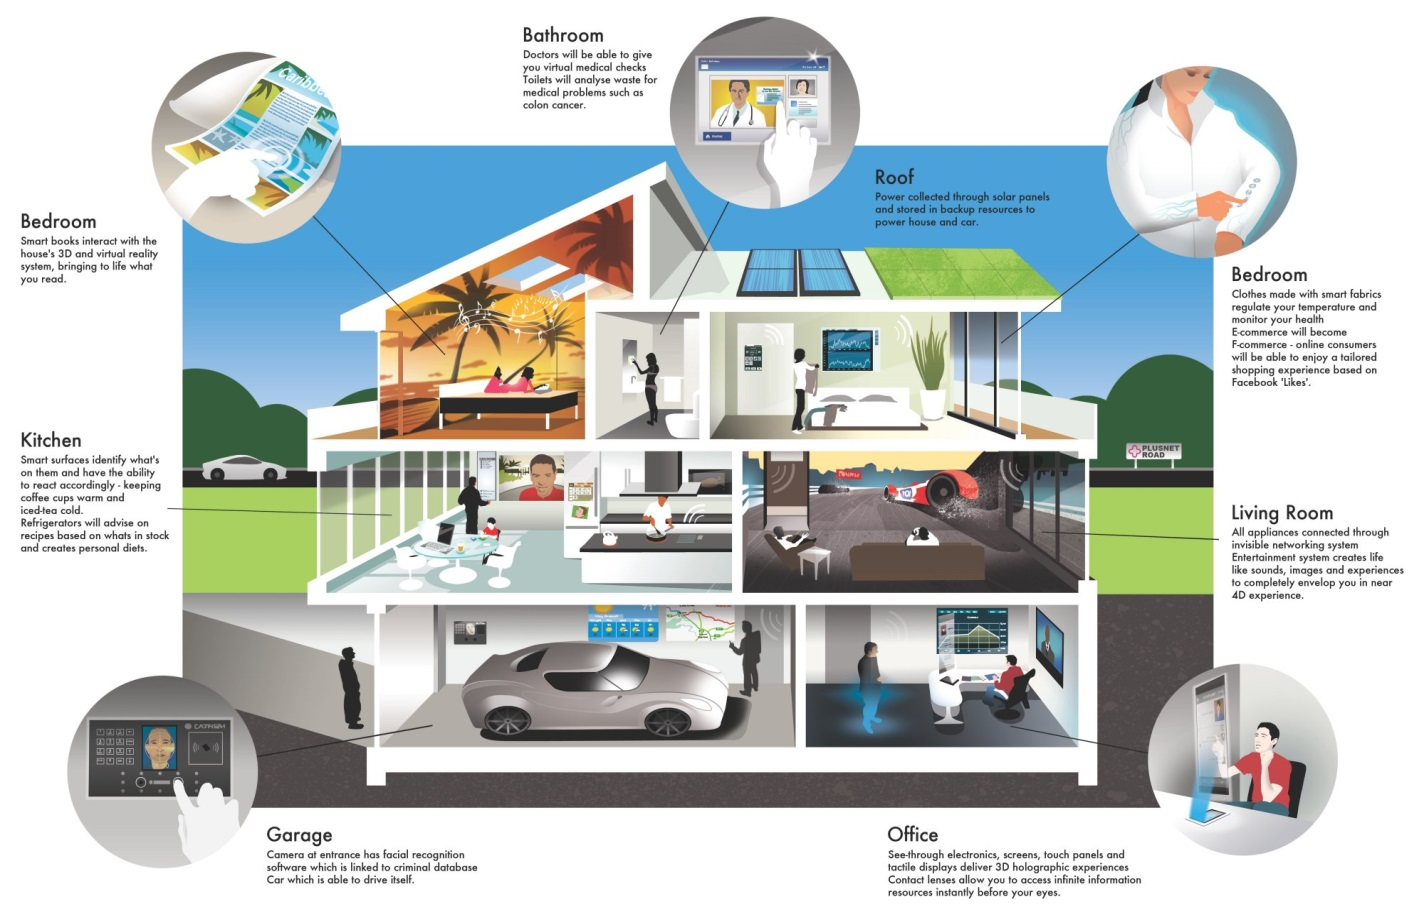 Bathroom
Doctors will be able to give
you virtual medical checks
Toilets will analyse waste for
medical problems such as
colon cancer.
Caribbe
Roof
Power collected through solar panels
and stored in backup resources to
power house and car.
Bedroom
Smart books interact with the
house's 3D and virtual reality
system, bringing to life what
you read.
Bedroom
Clothes made with smart fabrics
regulate your temperature and
monitor your health
E-commerce will become
F-commerce - online consumers
will be able to enjoy a tailored
shopping experience based on
Facebook 'Likes'.
Kitchen
Smart surfaces identify what's
on them and have the ability
to react accordingly - keeping
coffee cups warm and
iced-tea cold.
Refrigerators will advise on
recipes based on whats in stock
and creates personal diets.
PLUSNET
ROAD
Living Room
All appliances connected through
invisible networking system
Entertainment system creates life
like sounds, images and experiences
to completely envelop you in near
4D experience.
Garage
Camera at entrance has facial recognition
software which is linked to criminal database
Car which is able to drive itself.
Office
See-through electronics, screens, touch panels and
tactile displays deliver 3D holographic experiences
Contact lenses allow you to access infinite information
resources instantly before your eyes.